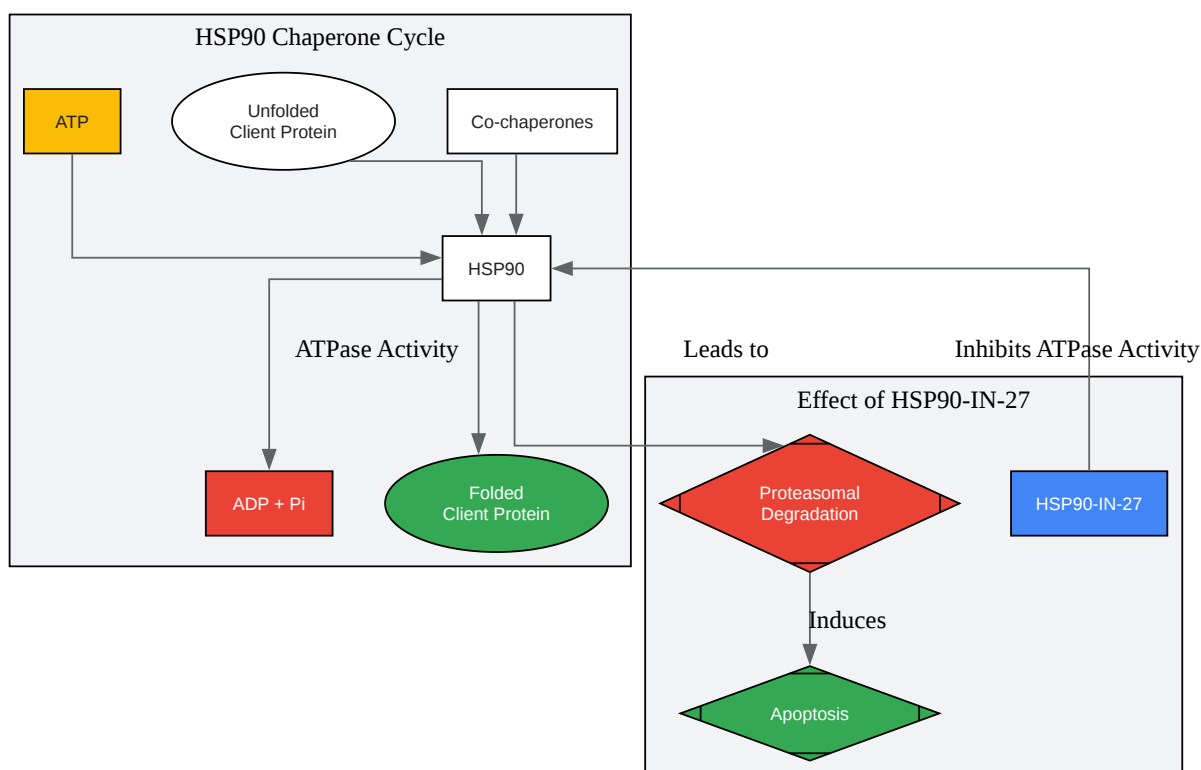 HSP90 Chaperone Cycle
ATP
Unfolded
Client Protein
Co-chaperones
HSP90
ATPase Activity
Leads to
Inhibits ATPase Activity
Effect of HSP90-IN-27
ADP + Pi
Folded
Client Protein
Proteasomal
Degradation
HSP90-IN-27
Induces
Apoptosis